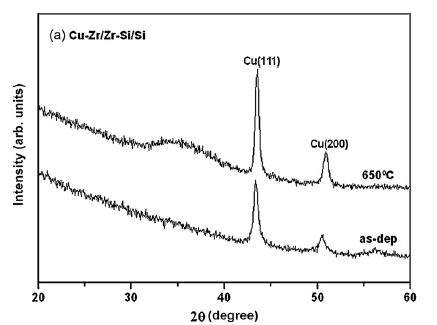 (a) Cu-Zr/Zr-Si/Si
Cu(111)
Cu(200)
650ºC
as-dep
Intensity (arb. units)
20 30 40 50 60
2θ (degree)